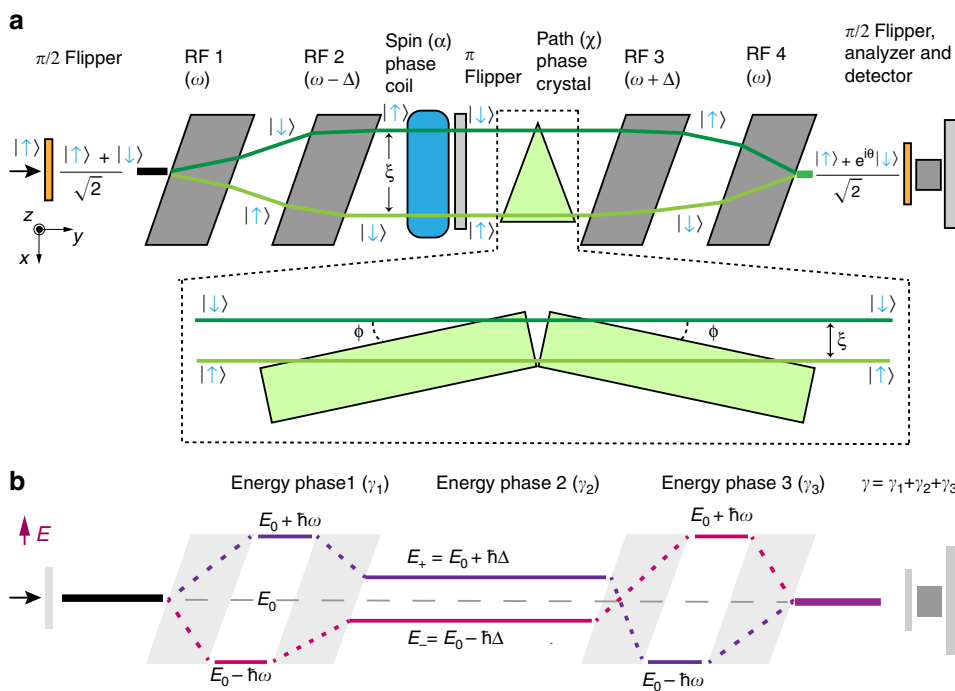 a
π/2 Flipper
RF 1
(ω)
RF 2
(ω − Δ)
Spin (α)
phase
coil
π
Flipper
Path (χ)
phase
crystal
RF 3
(ω + Δ)
RF 4
(ω)
π/2 Flipper,
analyzer and
detector
|↑⟩
|↑⟩ + |↓⟩
√2
|↓⟩
|↑⟩
|↑⟩
|↓⟩
ξ
|↓⟩
|↑⟩
|↑⟩
|↓⟩
|↑⟩ + e^{iθ}|↓⟩
√2
z
y
x
|↓⟩
|↓⟩
ϕ
ϕ
ξ
|↑⟩
|↑⟩
b
Energy phase1 (γ₁)
Energy phase 2 (γ₂)
Energy phase 3 (γ₃)
γ = γ₁+γ₂+γ₃
E
E₀ + ħω
E₀ + ħω
E₊ = E₀ + ħΔ
E₀
E₋= E₀ − ħΔ
E₀ − ħω
E₀ − ħω